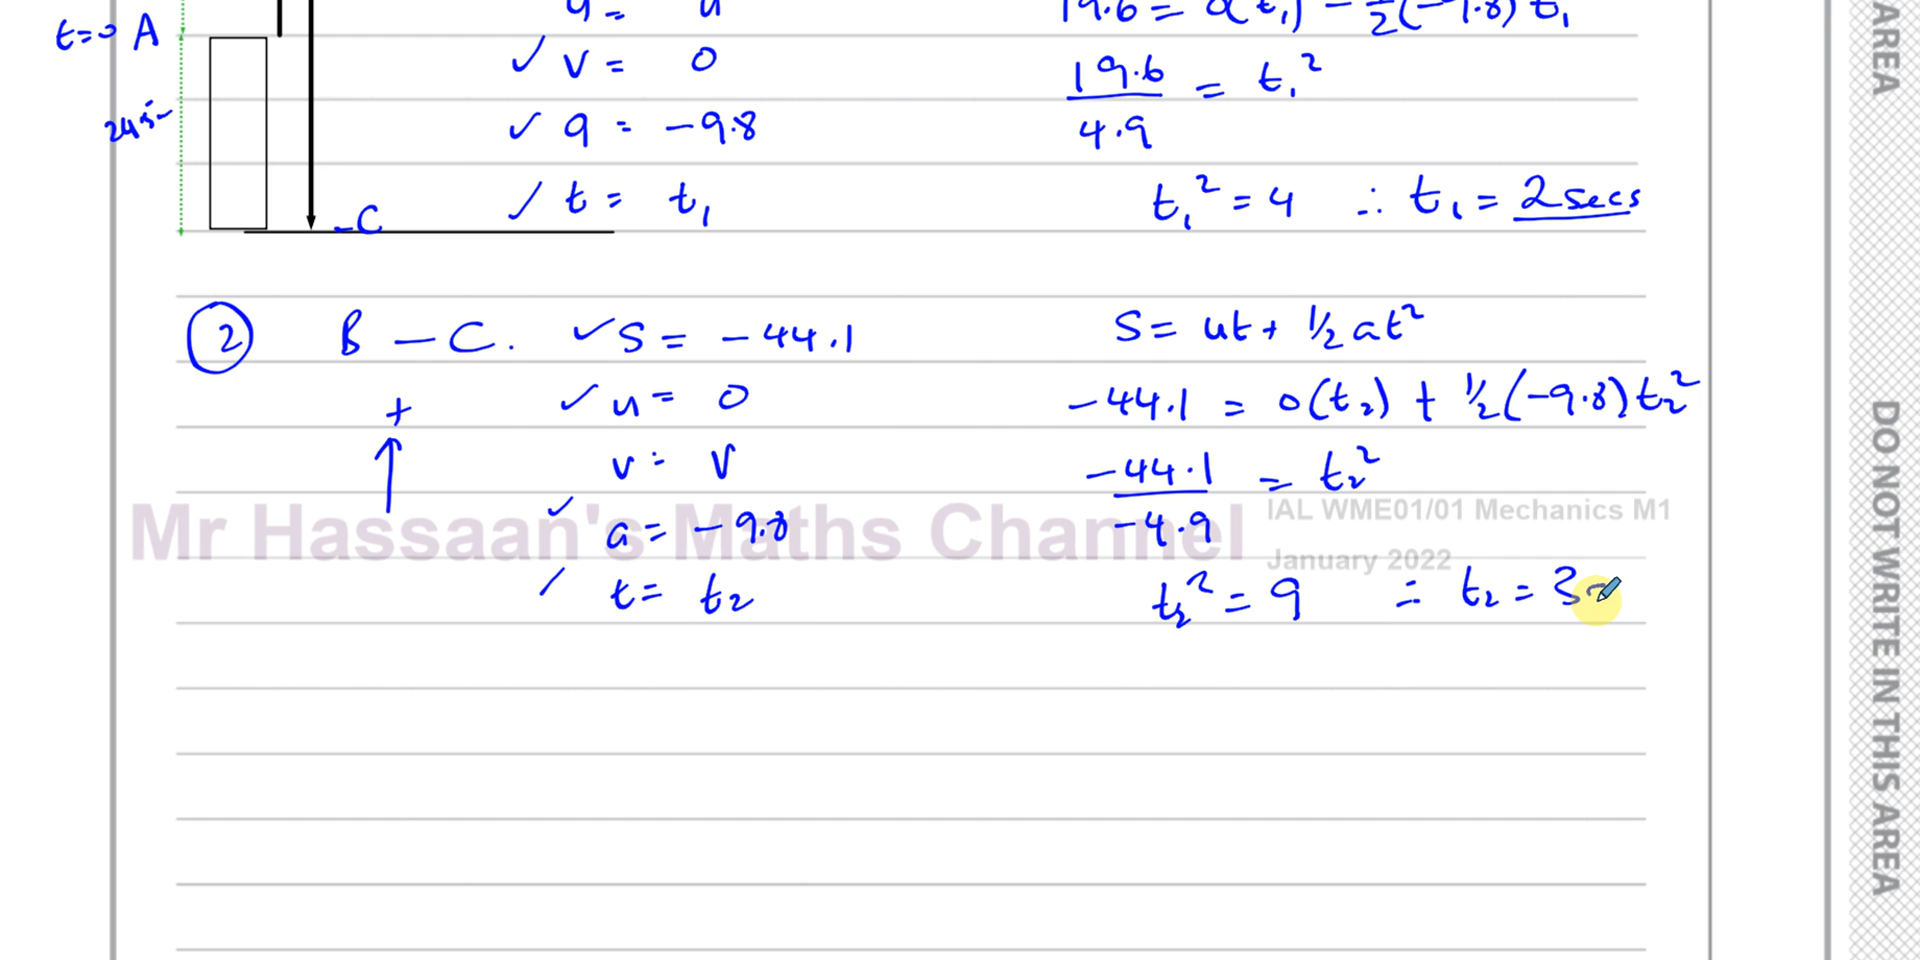 u = u
19.6 = 0(t₁) - 1/2(-9.8) t₁
t=0 A
✓ v = 0
19.6/4.9 = t₁²
24.5
✓ a = -9.8
✓ t = t₁
t₁² = 4 ∴ t₁ = 2 secs
C
② B – C. ✓ S = -44.1
S = ut + ½ at²
+
✓ u = 0
-44.1 = 0(t₂) + ½(-9.8)t₂²
v = v
-44.1/-4.9 = t₂²
✓ a = -9.8
✓ t = t₂
t₂² = 9 ∴ t₂ = 3
Mr Hassaan's Maths Channel
IAL WME01/01 Mechanics M1
January 2022
AREA
DO NOT WRITE IN THIS AREA